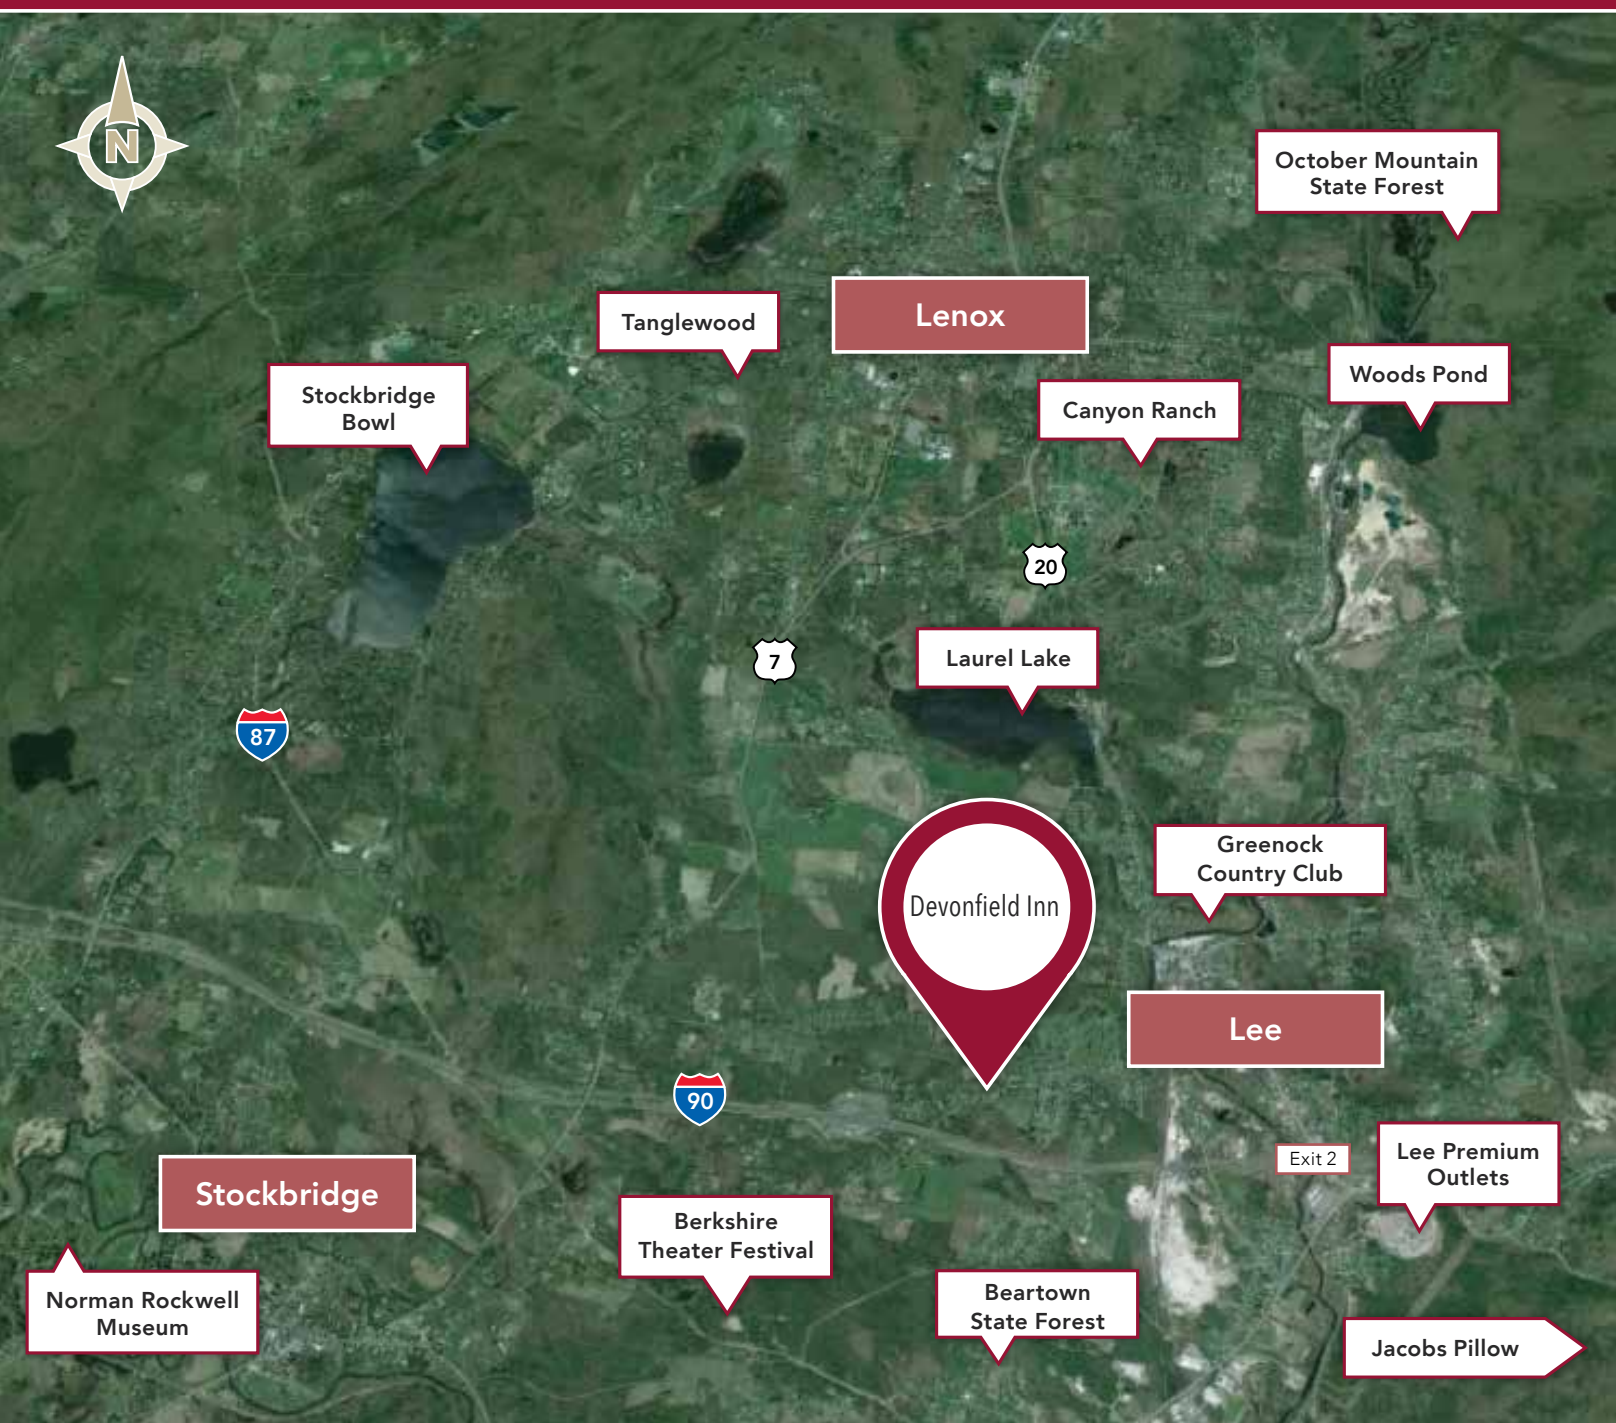 N
October Mountain
State Forest
Lenox
Tanglewood
Woods Pond
Stockbridge
Bowl
Canyon Ranch
20
Laurel Lake
7
87
Greenock
Country Club
Devonfield Inn
Lee
90
Exit 2
Lee Premium
Outlets
Stockbridge
Berkshire
Theater Festival
Norman Rockwell
Museum
Beartown
State Forest
Jacobs Pillow